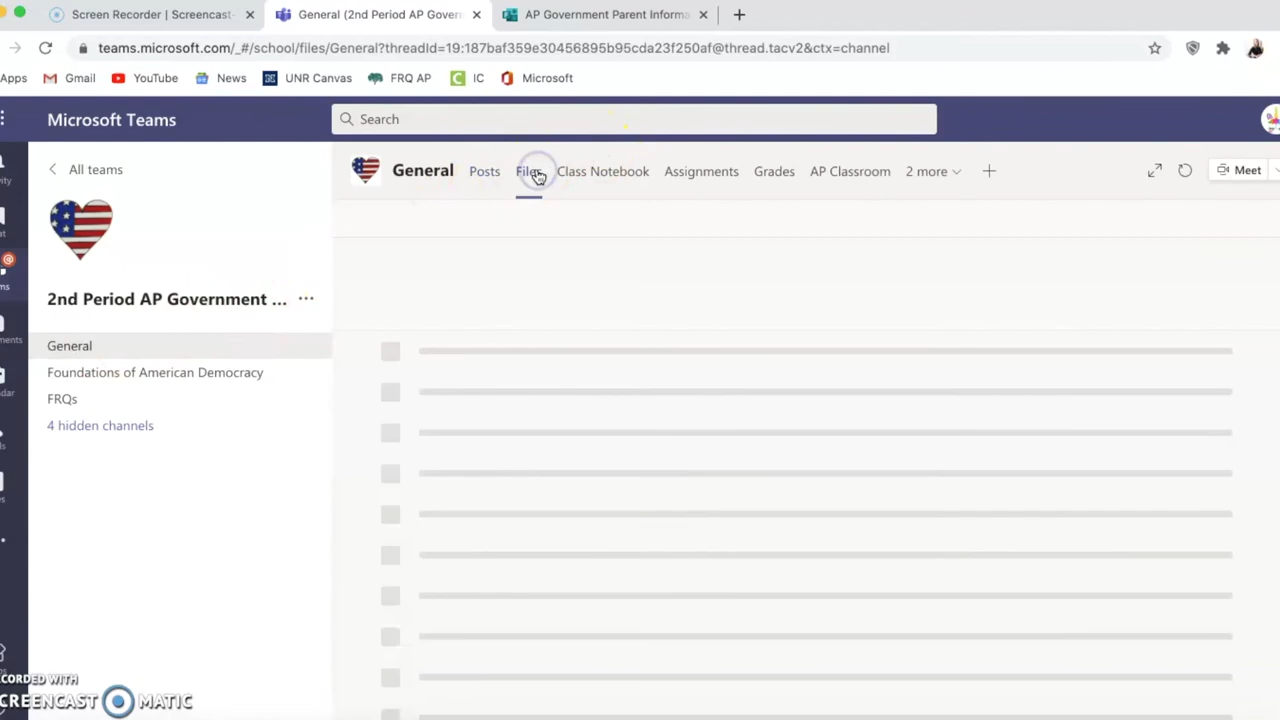 Screen Recorder | Screencast-
General (2nd Period AP Govern
AP Government Parent Informa
teams.microsoft.com/_#/school/files/General?threadId=19:187baf359e30456895b95cda23f250af@thread.tacv2&ctx=channel
Apps Gmail YouTube News UNR Canvas FRQ AP IC Microsoft
Microsoft Teams
Search
All teams
General Posts Files Class Notebook Assignments Grades AP Classroom 2 more
Meet
2nd Period AP Government ...
General
Foundations of American Democracy
FRQs
4 hidden channels
CORDED WITH
CREENCAST MATIC